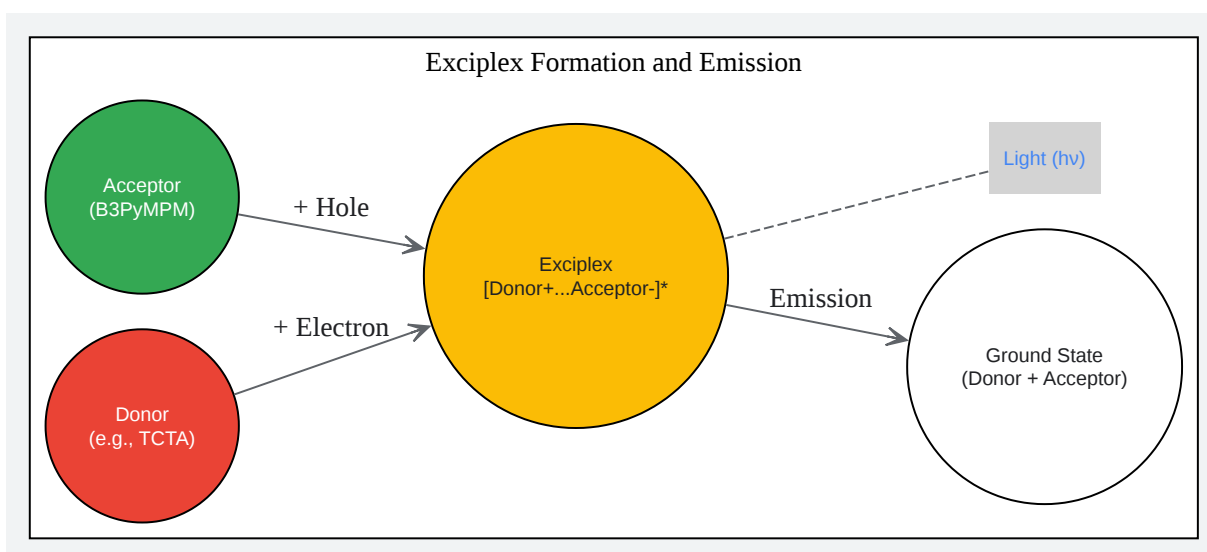 Exciplex Formation and Emission
Acceptor
(B3PyMPM)
+ Hole
Donor
(e.g., TCTA)
+ Electron
Exciplex
[Donor+...Acceptor-]*
Light (hν)
Emission
Ground State
(Donor + Acceptor)